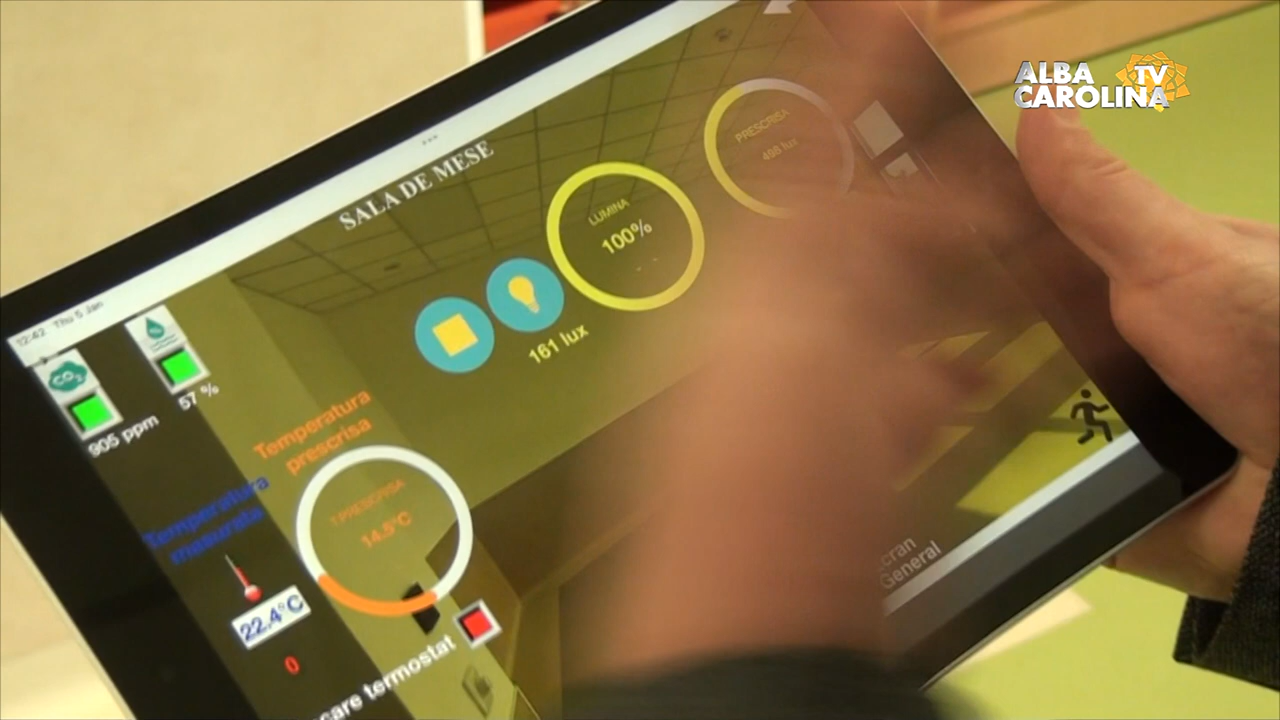 ALBA TV
CAROLINA
12:42 Thu 5 Jan
SALA DE MESE
CO₂
905 ppm
57 %
LUMINA
100%
PRESCRISA
498 lux
161 lux
Temperatura
prescrisa
T.PRESCRISA
14.5°C
Temperatura
masurata
22.4°C
0
termostat
General